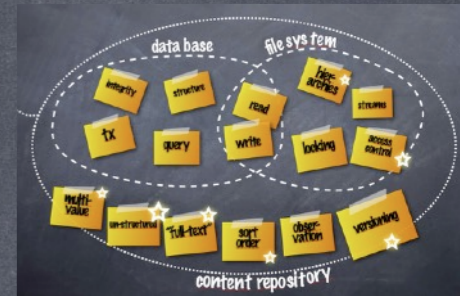 data base
file system
integrity
structure
read
hier-
archies
streams
tx
query
write
locking
access
control
multi-
value
un-structured
"full-text"
sort
order
obser-
vation
versioning
content repository